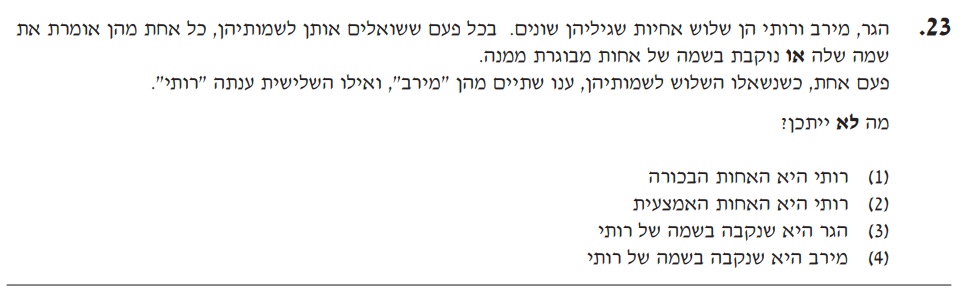 23. הגר, מירב ורותי הן שלוש אחיות שגיליהן שונים. בכל פעם ששואלים אותן לשמותיהן, כל אחת מהן אומרת את
שמה שלה או נוקבת בשמה של אחות מבוגרת ממנה.
פעם אחת, כשנשאלו השלוש לשמותיהן, ענו שתיים מהן "מירב", ואילו השלישית ענתה "רותי".
מה לא ייתכן?
(1) רותי היא האחות הבכורה
(2) רותי היא האחות האמצעית
(3) הגר היא שנקבה בשמה של רותי
(4) מירב היא שנקבה בשמה של רותי